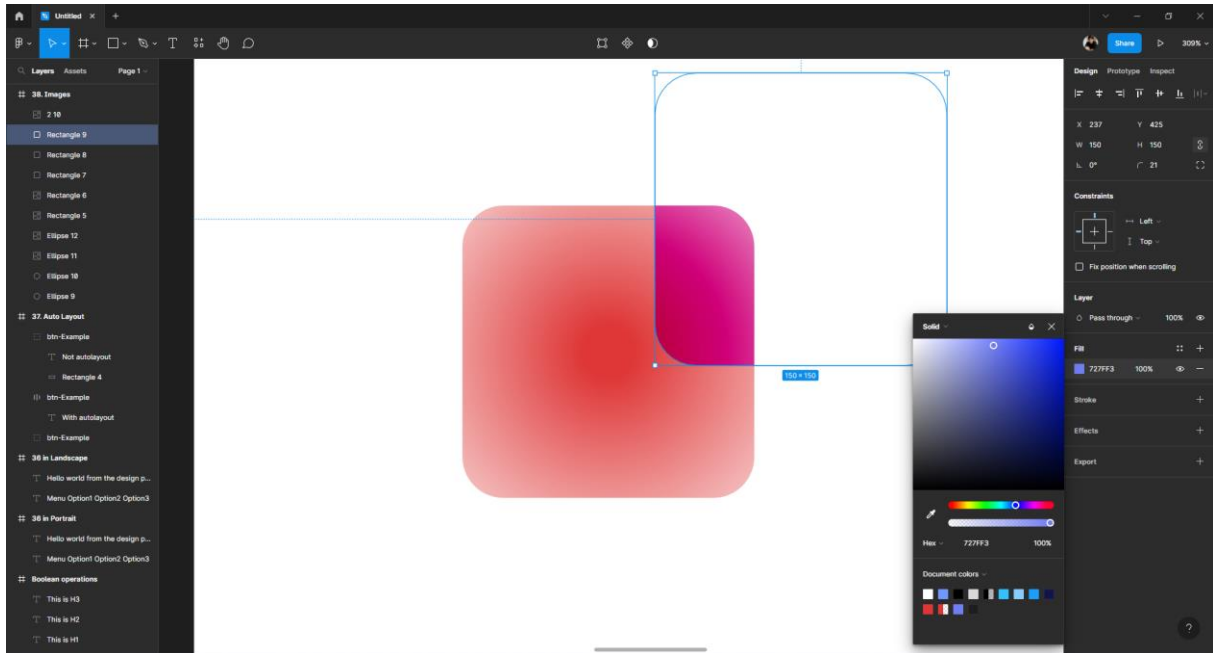 Untitled
Share
309%
Layers Assets Page 1
38. Images
2 10
Rectangle 9
Rectangle 8
Rectangle 7
Rectangle 6
Rectangle 5
Ellipse 12
Ellipse 11
Ellipse 10
Ellipse 9
37. Auto Layout
btn-Example
Not autolayout
Rectangle 4
btn-Example
With autolayout
btn-Example
36 in Landscape
Hello world from the design p...
Menu Option1 Option2 Option3
36 in Portrait
Hello world from the design p...
Menu Option1 Option2 Option3
Boolean operations
This is H3
This is H2
This is H1
150 × 150
Solid
Hex 727FF3 100%
Document colors
Design Prototype Inspect
X 237 Y 425
W 150 H 150
0° 21
Constraints
Left
Top
Fix position when scrolling
Layer
Pass through 100%
Fill
727FF3 100%
Stroke
Effects
Export
?